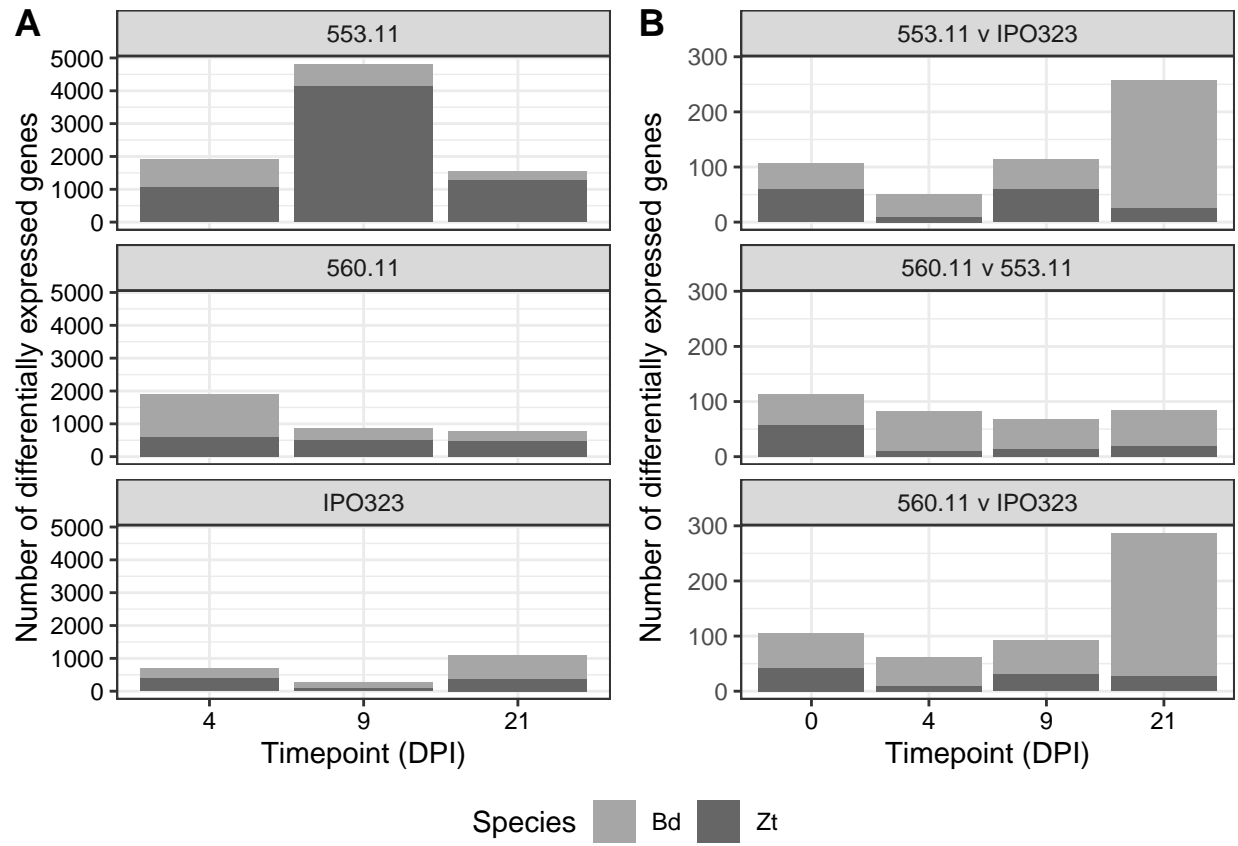 A
Number of differentially expressed genes
553.11
5000
4000
3000
2000
1000
0
560.11
5000
4000
3000
2000
1000
0
IPO323
5000
4000
3000
2000
1000
0
4 9 21
Timepoint (DPI)
B
Number of differentially expressed genes
553.11 v IPO323
300
200
100
0
560.11 v 553.11
300
200
100
0
560.11 v IPO323
300
200
100
0
0 4 9 21
Timepoint (DPI)
Species Bd Zt